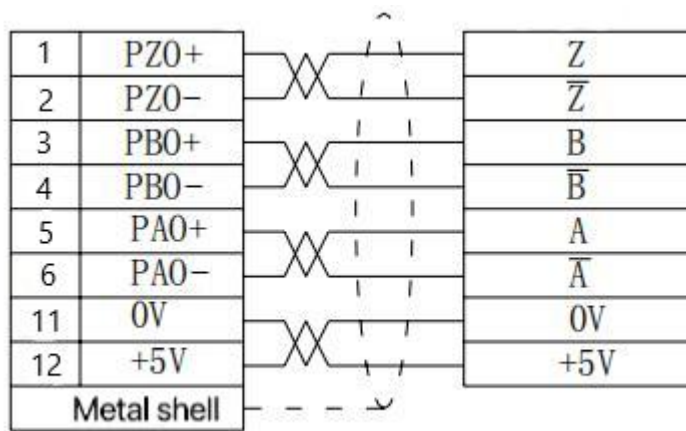 1 PZO+ Z
2 PZO- Z̅
3 PBO+ B
4 PBO- B̅
5 PAO+ A
6 PAO- A̅
11 0V 0V
12 +5V +5V
Metal shell